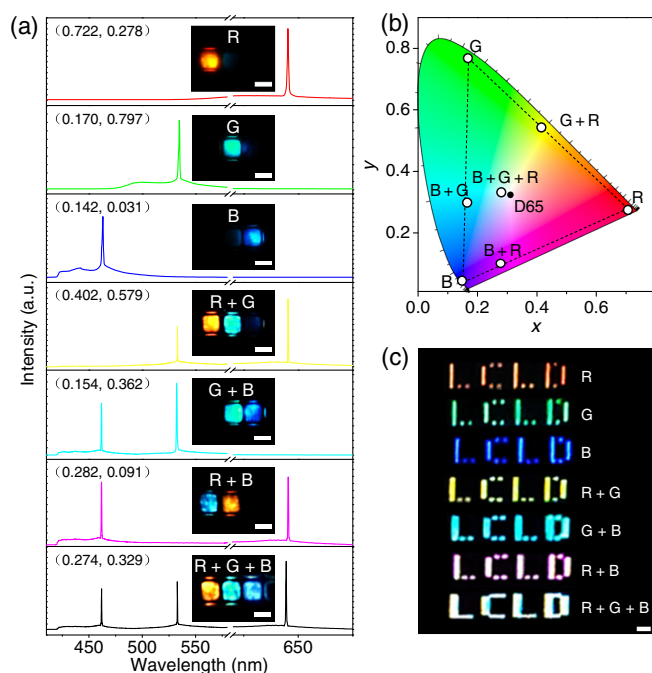 (a)
（0.722, 0.278）
R
（0.170, 0.797）
G
（0.142, 0.031）
B
（0.402, 0.579）
R + G
（0.154, 0.362）
G + B
（0.282, 0.091）
R + B
（0.274, 0.329）
R + G + B
Intensity (a.u.)
450 500 550 650
Wavelength (nm)
(b)
0.8
0.6
0.4
0.2
y
G
G + R
B + G
B + G + R
D65
R
B + R
B
0.0 0.2 0.4 0.6
x
(c)
LCLD R
LCLD G
LCLD B
LCLD R + G
LCLD G + B
LCLD R + B
LCLD R + G + B